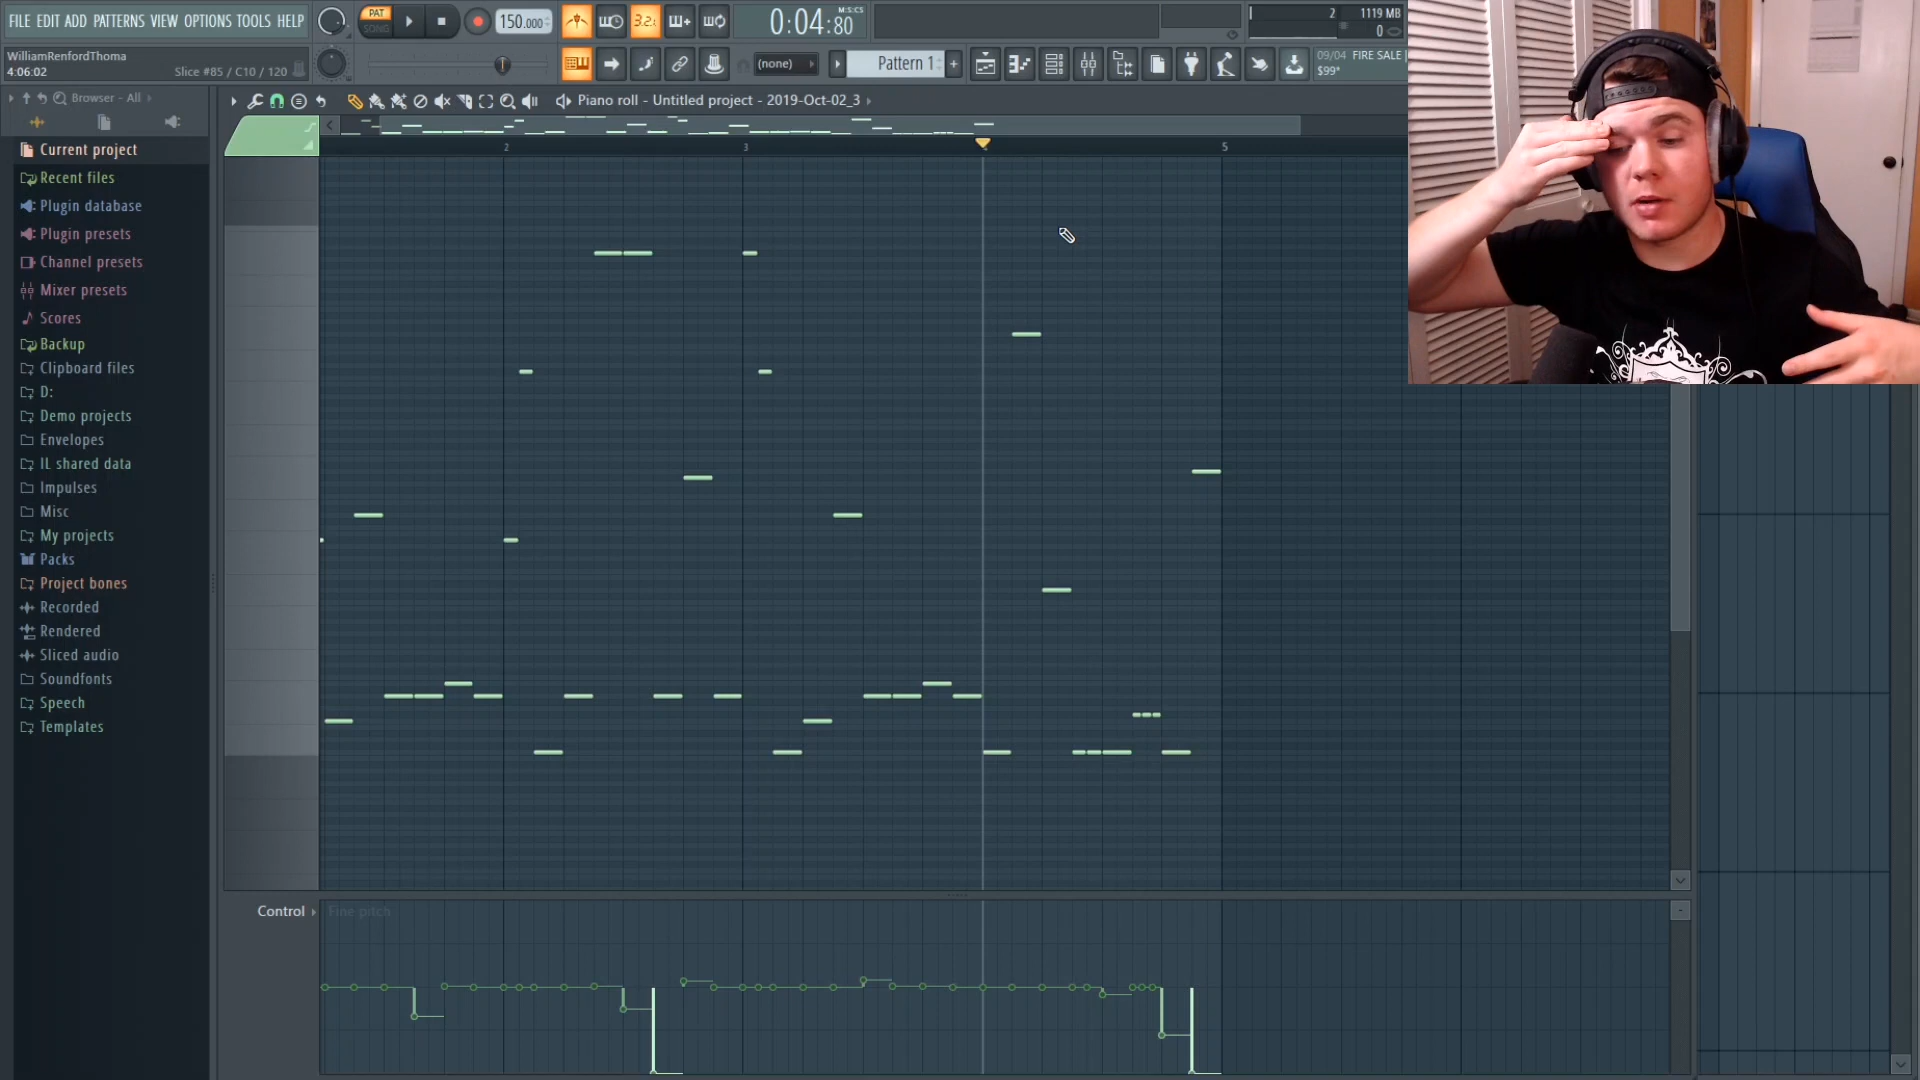 FILE EDIT ADD PATTERNS VIEW OPTIONS TOOLS HELP
PAT
SONG
150.000
3.2.
0:04:80
M:S:CS
2
1119 MB
0
WilliamRenfordThoma
4:06:02
Slice #85 / C10 / 120
(none)
Pattern 1
09/04 FIRE SALE |
$99*
Browser - All
Piano roll - Untitled project - 2019-Oct-02_3
2
3
5
Current project
Recent files
Plugin database
Plugin presets
Channel presets
Mixer presets
Scores
Backup
Clipboard files
D:
Demo projects
Envelopes
IL shared data
Impulses
Misc
My projects
Packs
Project bones
Recorded
Rendered
Sliced audio
Soundfonts
Speech
Templates
Control
Fine pitch